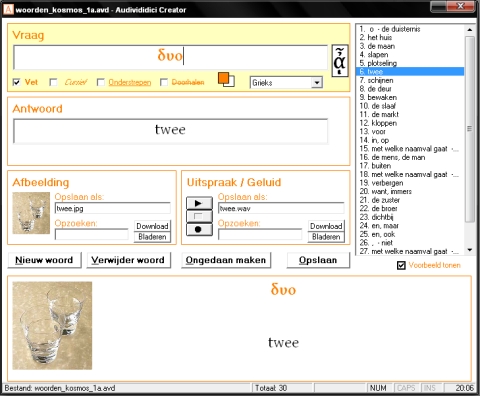 woorden_kosmos_1a.avd - Audivididici Creator
Vraag
δυο
Vet
Cursief
Onderstrepen
Doorhalen
Grieks
ᾶ
Antwoord
twee
Afbeelding
Opslaan als:
twee.jpg
Opzoeken:
Download
Bladeren
Uitspraak / Geluid
Opslaan als:
twee.wav
Opzoeken:
Download
Bladeren
1. o - de duisternis
2. het huis
3. de maan
4. slapen
5. plotseling
6. twee
7. schijnen
8. de deur
9. bewaken
10. de slaaf
11. de markt
12. kloppen
13. voor
14. in, op
15. met welke naamval gaat -...
16. de mens, de man
17. buiten
18. met welke naamval gaat -...
19. verbergen
20. want, immers
21. de zuster
22. de broer
23. dichtbij
24. en, maar
25. en, ook
26. .. - niet
27. met welke naamval gaat -...
Nieuw woord
Verwijder woord
Ongedaan maken
Opslaan
Voorbeeld tonen
δυο
twee
Bestand: woorden_kosmos_1a.avd
Totaal: 30
NUM
CAPS
INS
20:06